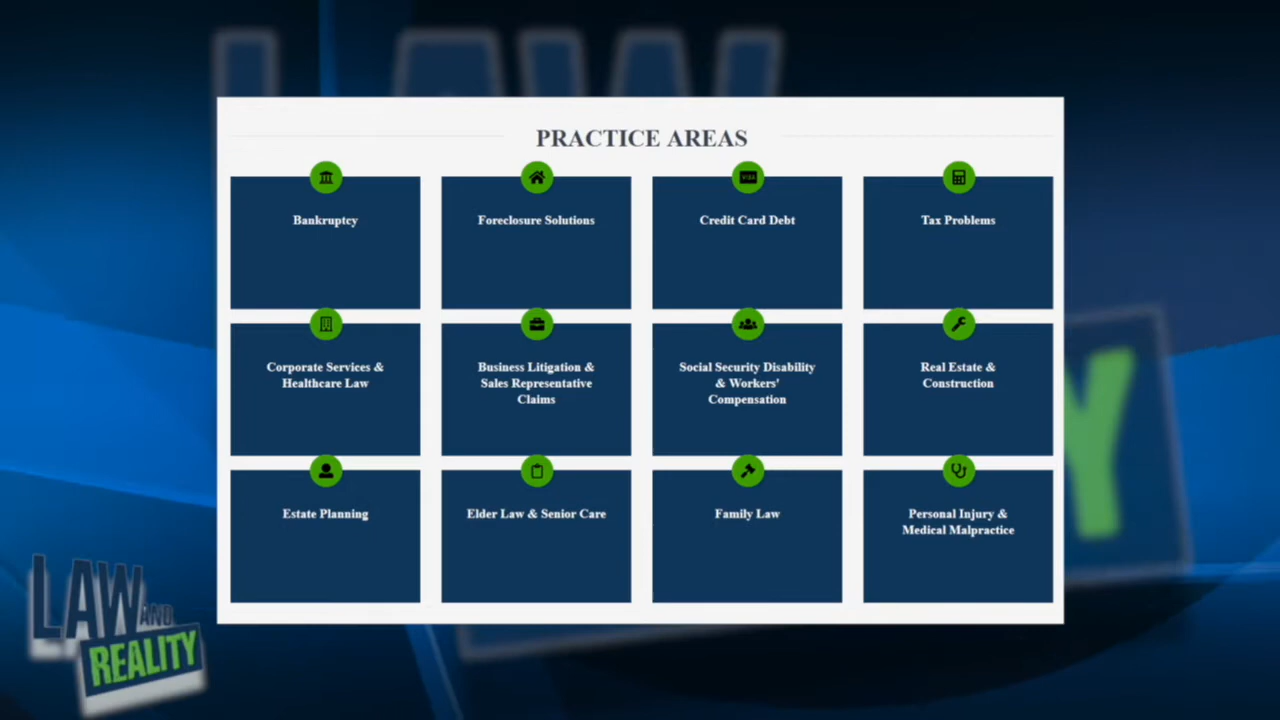 LAW
PRACTICE AREAS
VISA
Bankruptcy
Foreclosure Solutions
Credit Card Debt
Tax Problems
Corporate Services &
Healthcare Law
Business Litigation &
Sales Representative
Claims
Social Security Disability
& Workers'
Compensation
Real Estate &
Construction
Estate Planning
Elder Law & Senior Care
Family Law
Personal Injury &
Medical Malpractice
Y
LAW
AND
REALITY